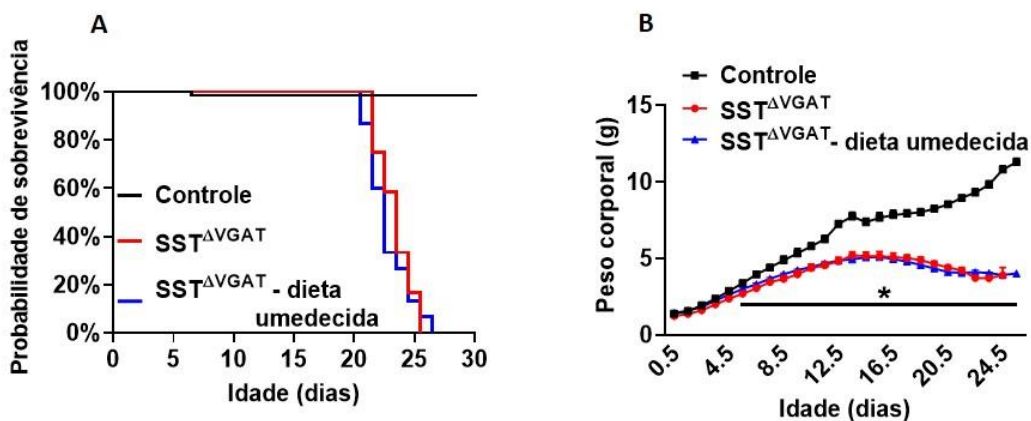 A
Probabilidade de sobrevivência
100%
80%
60%
40%
20%
0%
Controle
SST^ΔVGAT
SST^ΔVGAT - dieta
umedecida
0 5 10 15 20 25 30
Idade (dias)
B
Controle
SST^ΔVGAT
SST^ΔVGAT - dieta umedecida
Peso corporal (g)
15
10
5
0
*
0.5 4.5 8.5 12.5 16.5 20.5 24.5
Idade (dias)